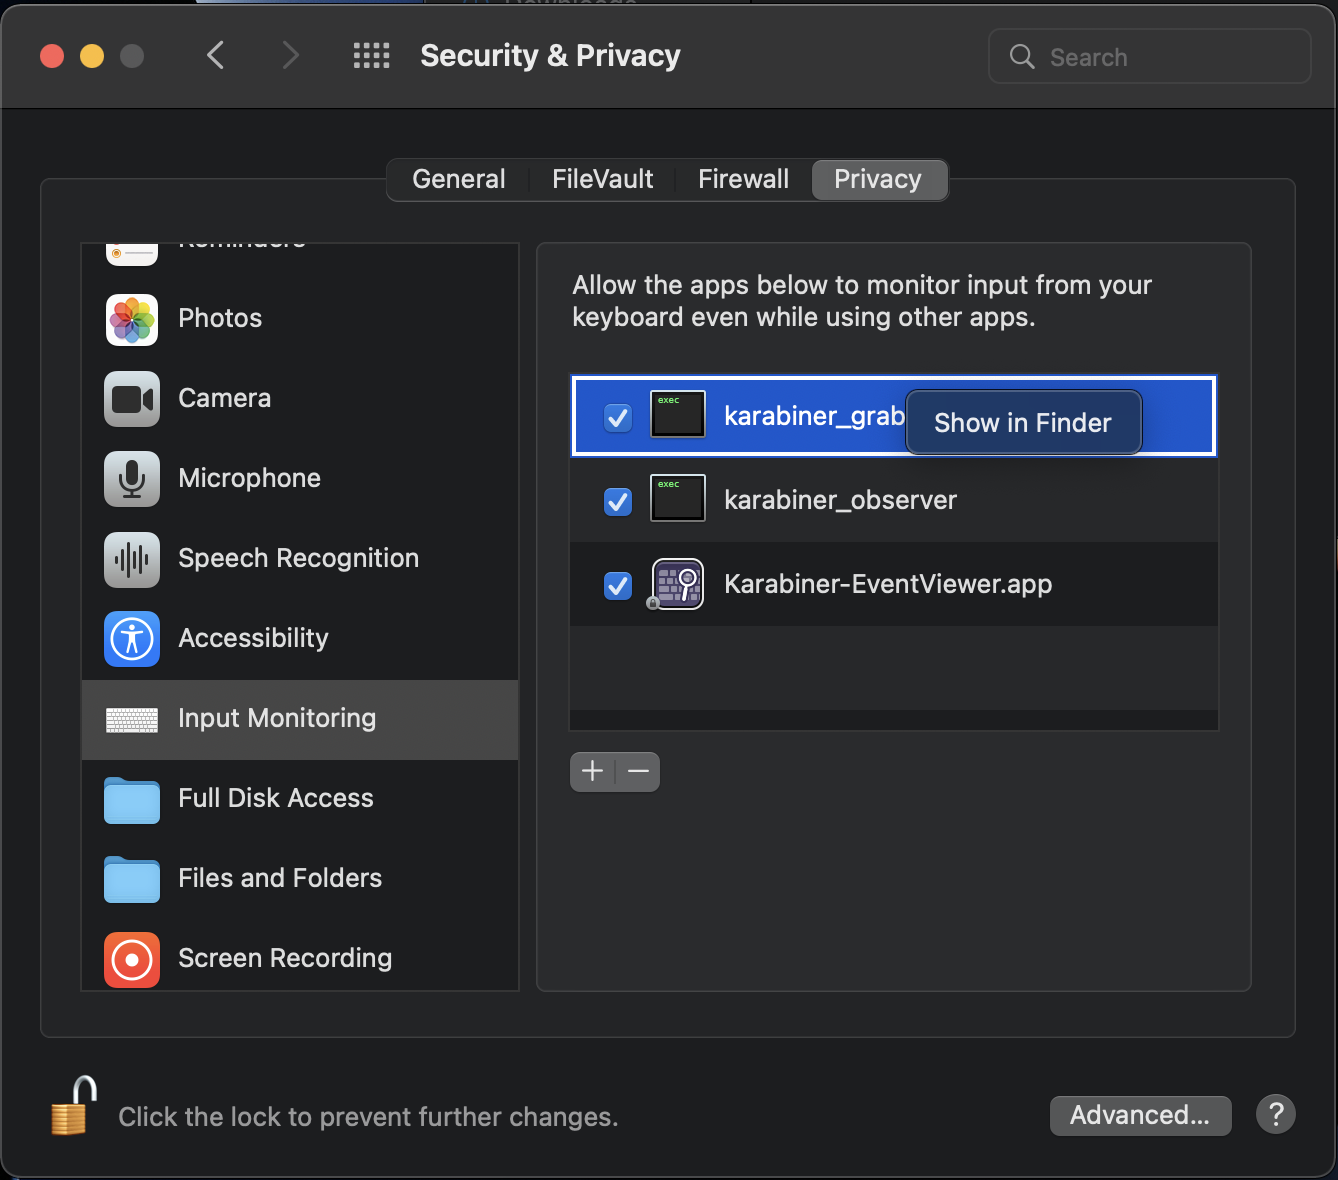 Security & Privacy
Search
General
FileVault
Firewall
Privacy
Reminders
Photos
Camera
Microphone
Speech Recognition
Accessibility
Input Monitoring
Full Disk Access
Files and Folders
Screen Recording
Allow the apps below to monitor input from your
keyboard even while using other apps.
exec
karabiner_grab
Show in Finder
exec
karabiner_observer
Karabiner-EventViewer.app
Click the lock to prevent further changes.
Advanced...
?